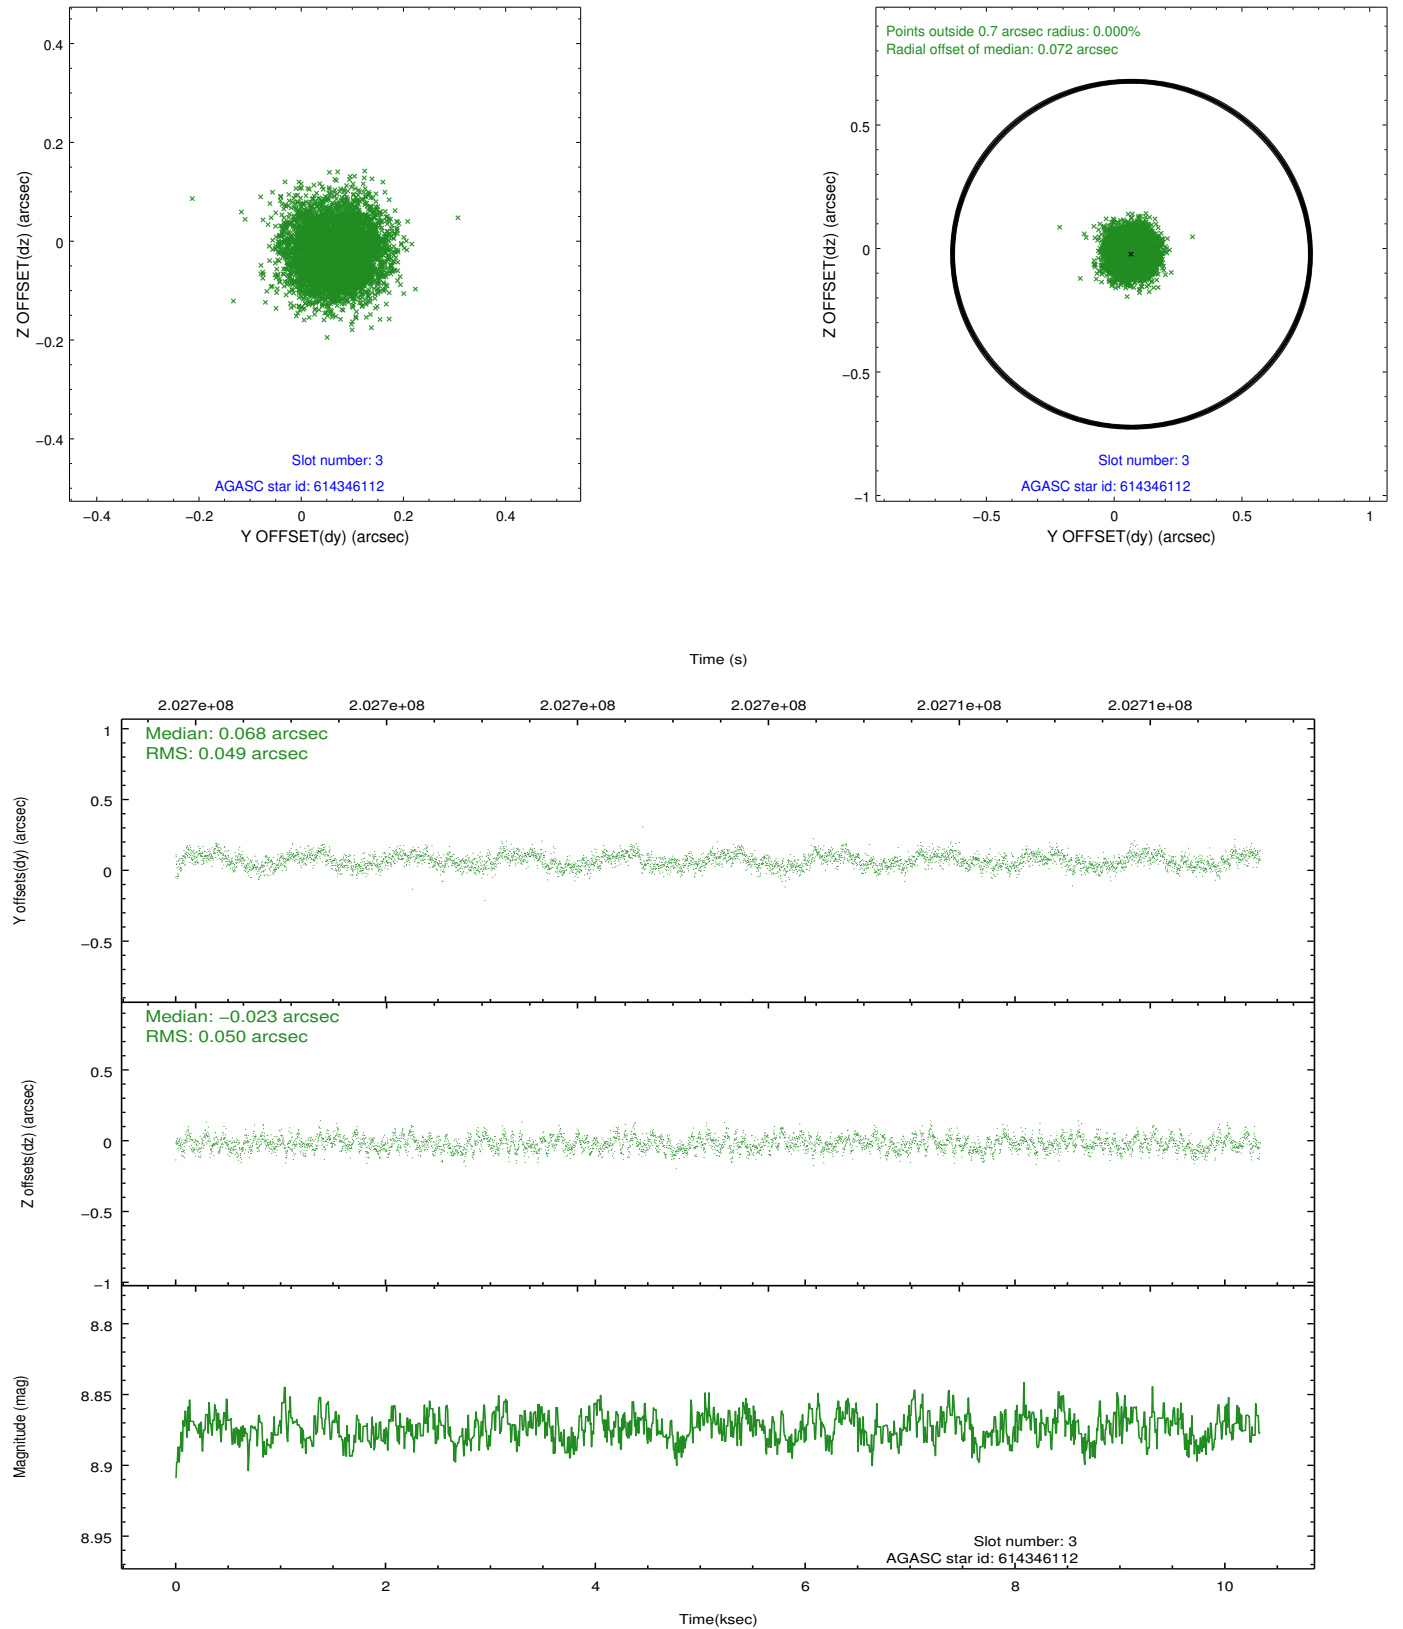 0.4
0.2
0
−0.2
−0.4
Z OFFSET(dz) (arcsec)
Slot number: 3
AGASC star id: 614346112
−0.4 −0.2 0 0.2 0.4
Y OFFSET(dy) (arcsec)
Points outside 0.7 arcsec radius: 0.000%
Radial offset of median: 0.072 arcsec
0.5
0
−0.5
−1
Z OFFSET(dz) (arcsec)
Slot number: 3
AGASC star id: 614346112
−0.5 0 0.5 1
Y OFFSET(dy) (arcsec)
Time (s)
2.027e+08 2.027e+08 2.027e+08 2.027e+08 2.0271e+08 2.0271e+08
Median: 0.068 arcsec
RMS: 0.049 arcsec
1
0.5
0
−0.5
Y offsets(dy) (arcsec)
Median: −0.023 arcsec
RMS: 0.050 arcsec
0.5
0
−0.5
−1
Z offsets(dz) (arcsec)
8.8
8.85
8.9
8.95
Magnitude (mag)
Slot number: 3
AGASC star id: 614346112
0 2 4 6 8 10
Time(ksec)